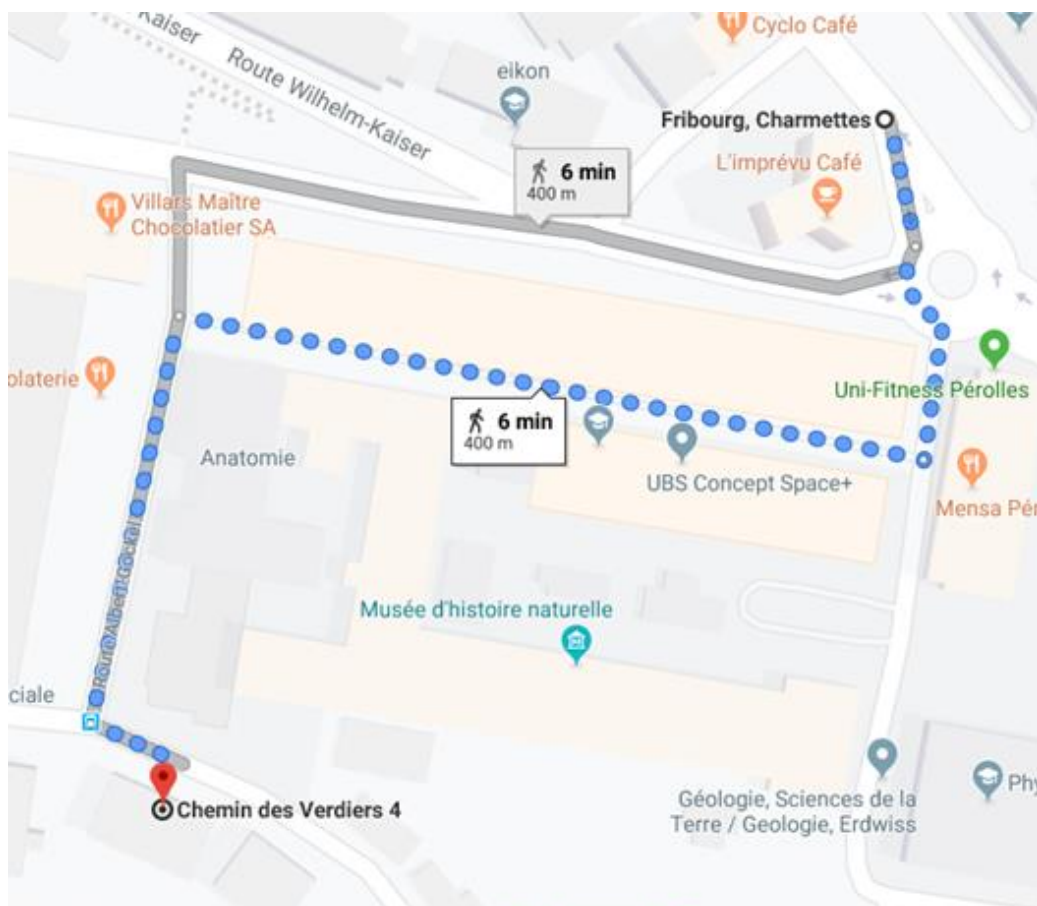 Kaiser
Route Wilhelm-Kaiser
Cyclo Café
eikon
Fribourg, Charmettes
6 min
400 m
L'imprévu Café
Villars Maître
Chocolatier SA
olaterie
Uni-Fitness Pérolles
6 min
400 m
Anatomie
UBS Concept Space+
Mensa Pér
Musée d'histoire naturelle
Route Albert-Gockel
ciale
Chemin des Verdiers 4
Géologie, Sciences de la
Terre / Geologie, Erdwiss
Phy